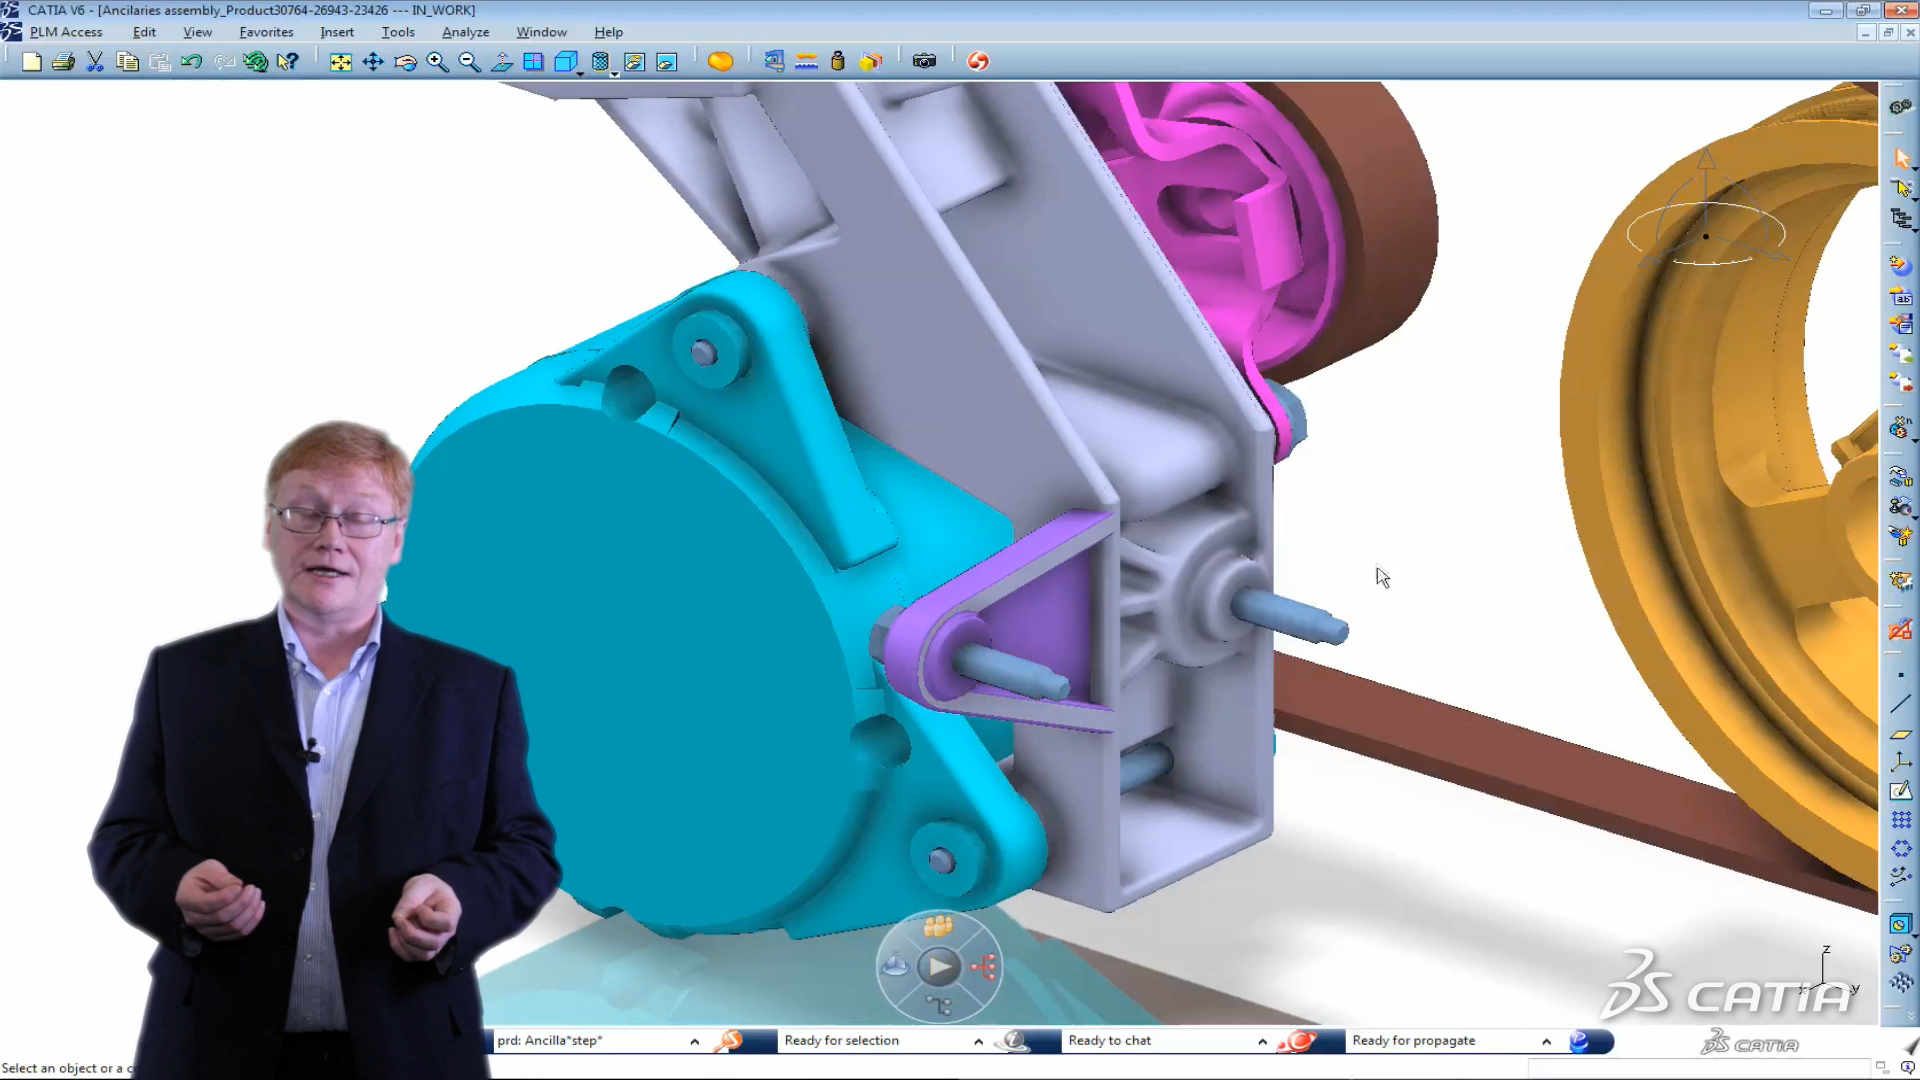 CATIA V6 - [Ancilaries assembly_Product30764-26943-23426 --- IN_WORK]
PLM Access Edit View Favorites Insert Tools Analyze Window Help
z
y
CATIA
prd: Ancilla*step* Ready for selection Ready to chat Ready for propagate
CATIA
Select an object or a c